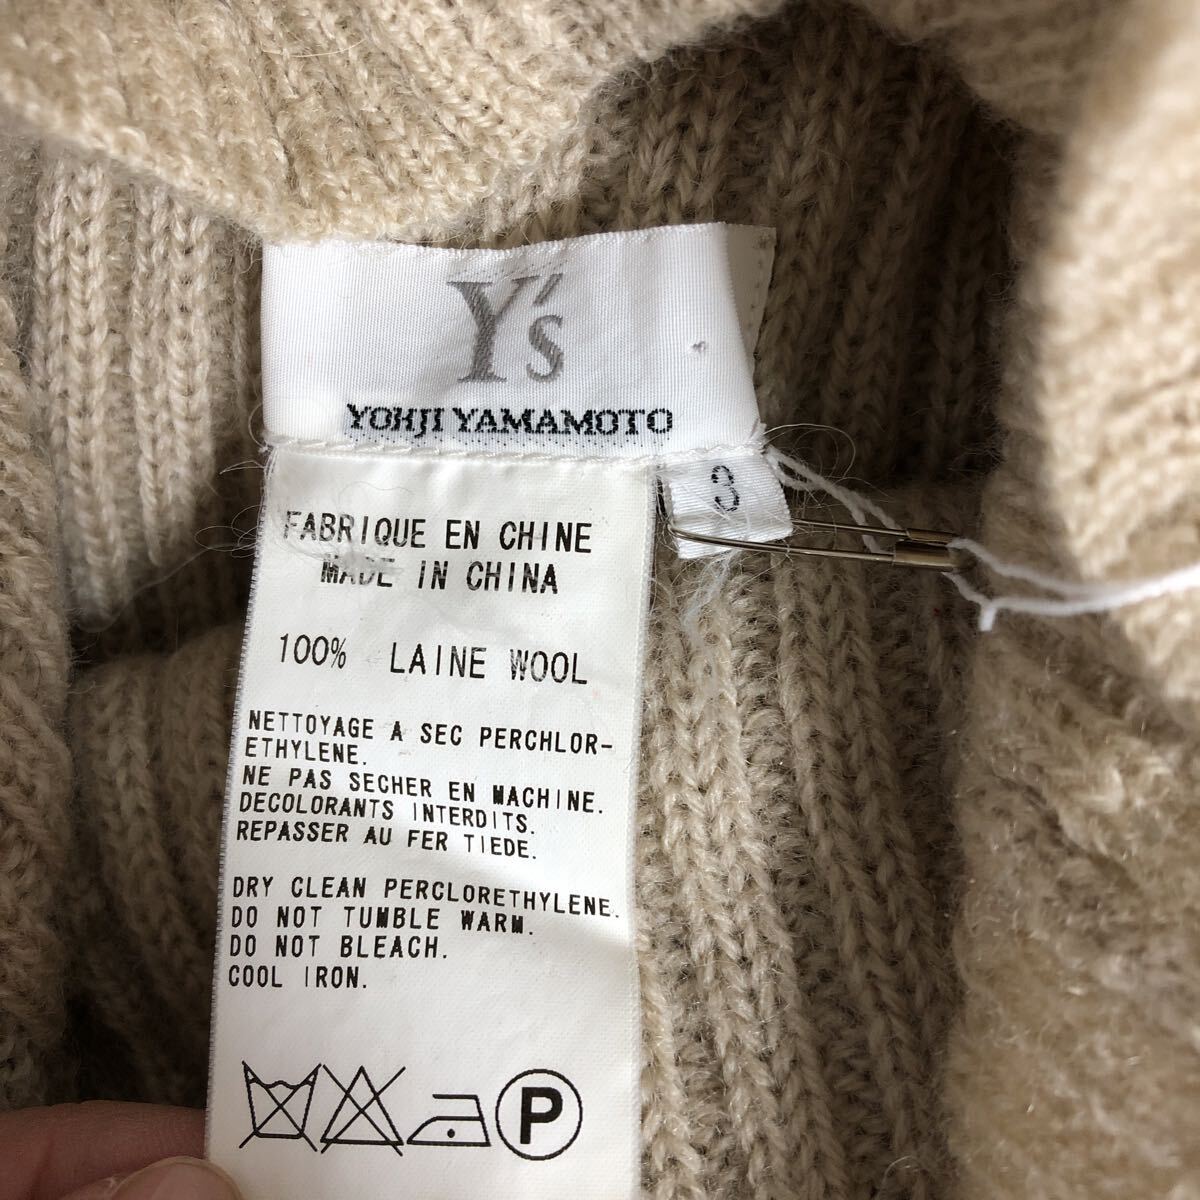 Y's
YOHJI YAMAMOTO
3
FABRIQUE EN CHINE
MADE IN CHINA
100% LAINE WOOL
NETTOYAGE A SEC PERCHLOR-
ETHYLENE.
NE PAS SECHER EN MACHINE.
DECOLORANTS INTERDITS.
REPASSER AU FER TIEDE.
DRY CLEAN PERCLORETHYLENE.
DO NOT TUMBLE WARM.
DO NOT BLEACH.
COOL IRON.
P